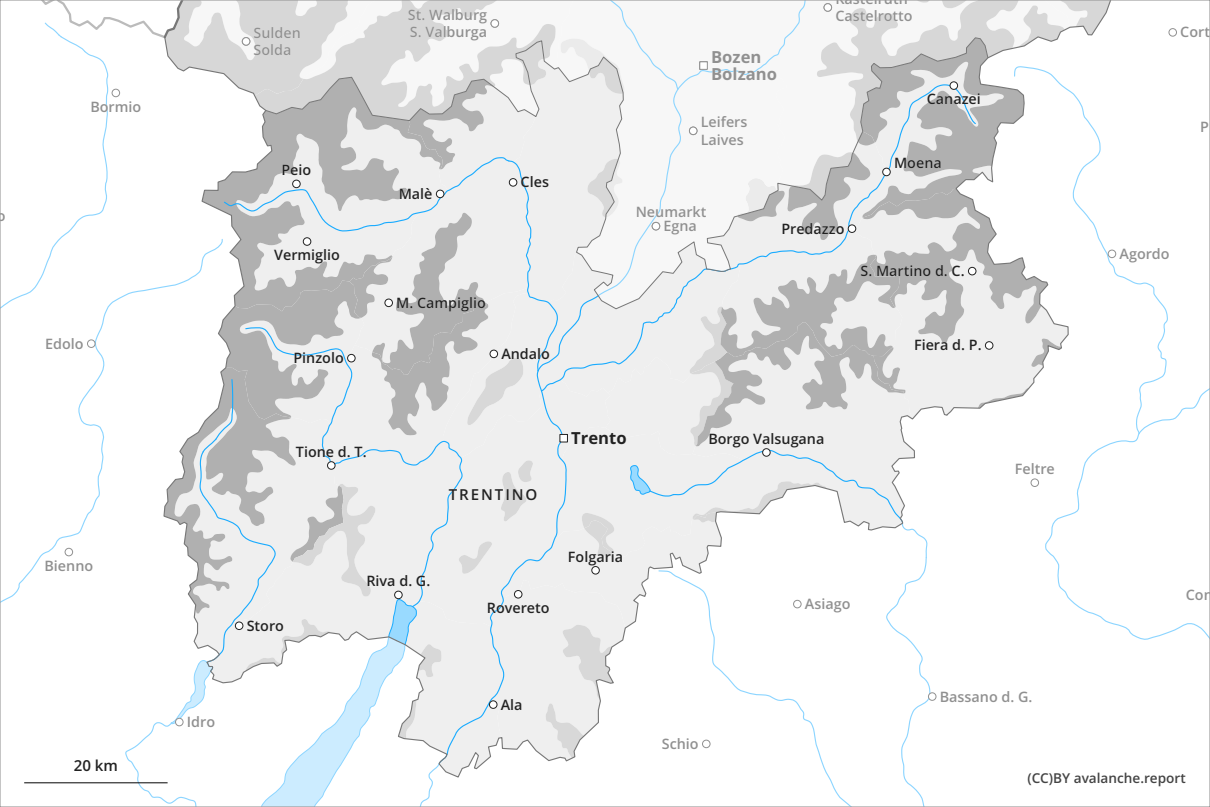 Kastelruth
Castelrotto
St. Walburg
S. Valburga
Sulden
Solda
Cort
Bozen
Bolzano
Bormio
Canazei
Leifers
Laives
P
Moena
Peio
Malè
Cles
Neumarkt
Egna
Predazzo
Vermiglio
Agordo
S. Martino d. C.
M. Campiglio
Edolo
Pinzolo
Andalo
Fiera d. P.
Trento
Borgo Valsugana
Tione d. T.
Feltre
TRENTINO
Folgaria
Bienno
Riva d. G.
Cor
Rovereto
Asiago
Storo
Bassano d. G.
Ala
Idro
Schio
20 km
(CC)BY avalanche.report